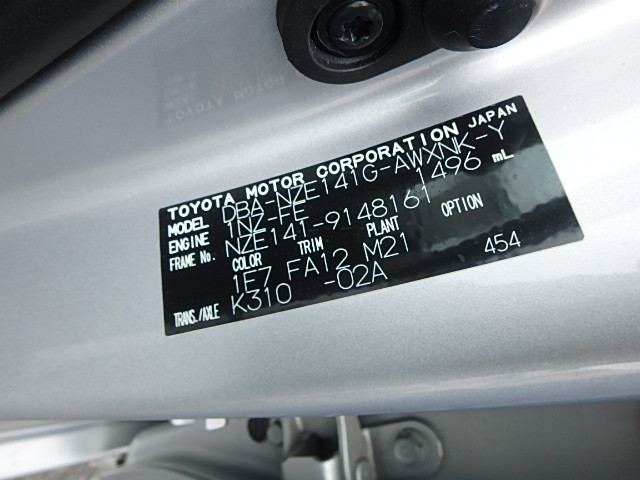 TOYOTA MOTOR CORPORATION JAPAN
MODEL DBA-NZE141G-AWXNK-Y
ENGINE 1NZ-FE 1496 mL
FRAME No. NZE141-9148161
COLOR TRIM PLANT OPTION
1E7 FA12 M21 454
TRANS./AXLE K310 -02A